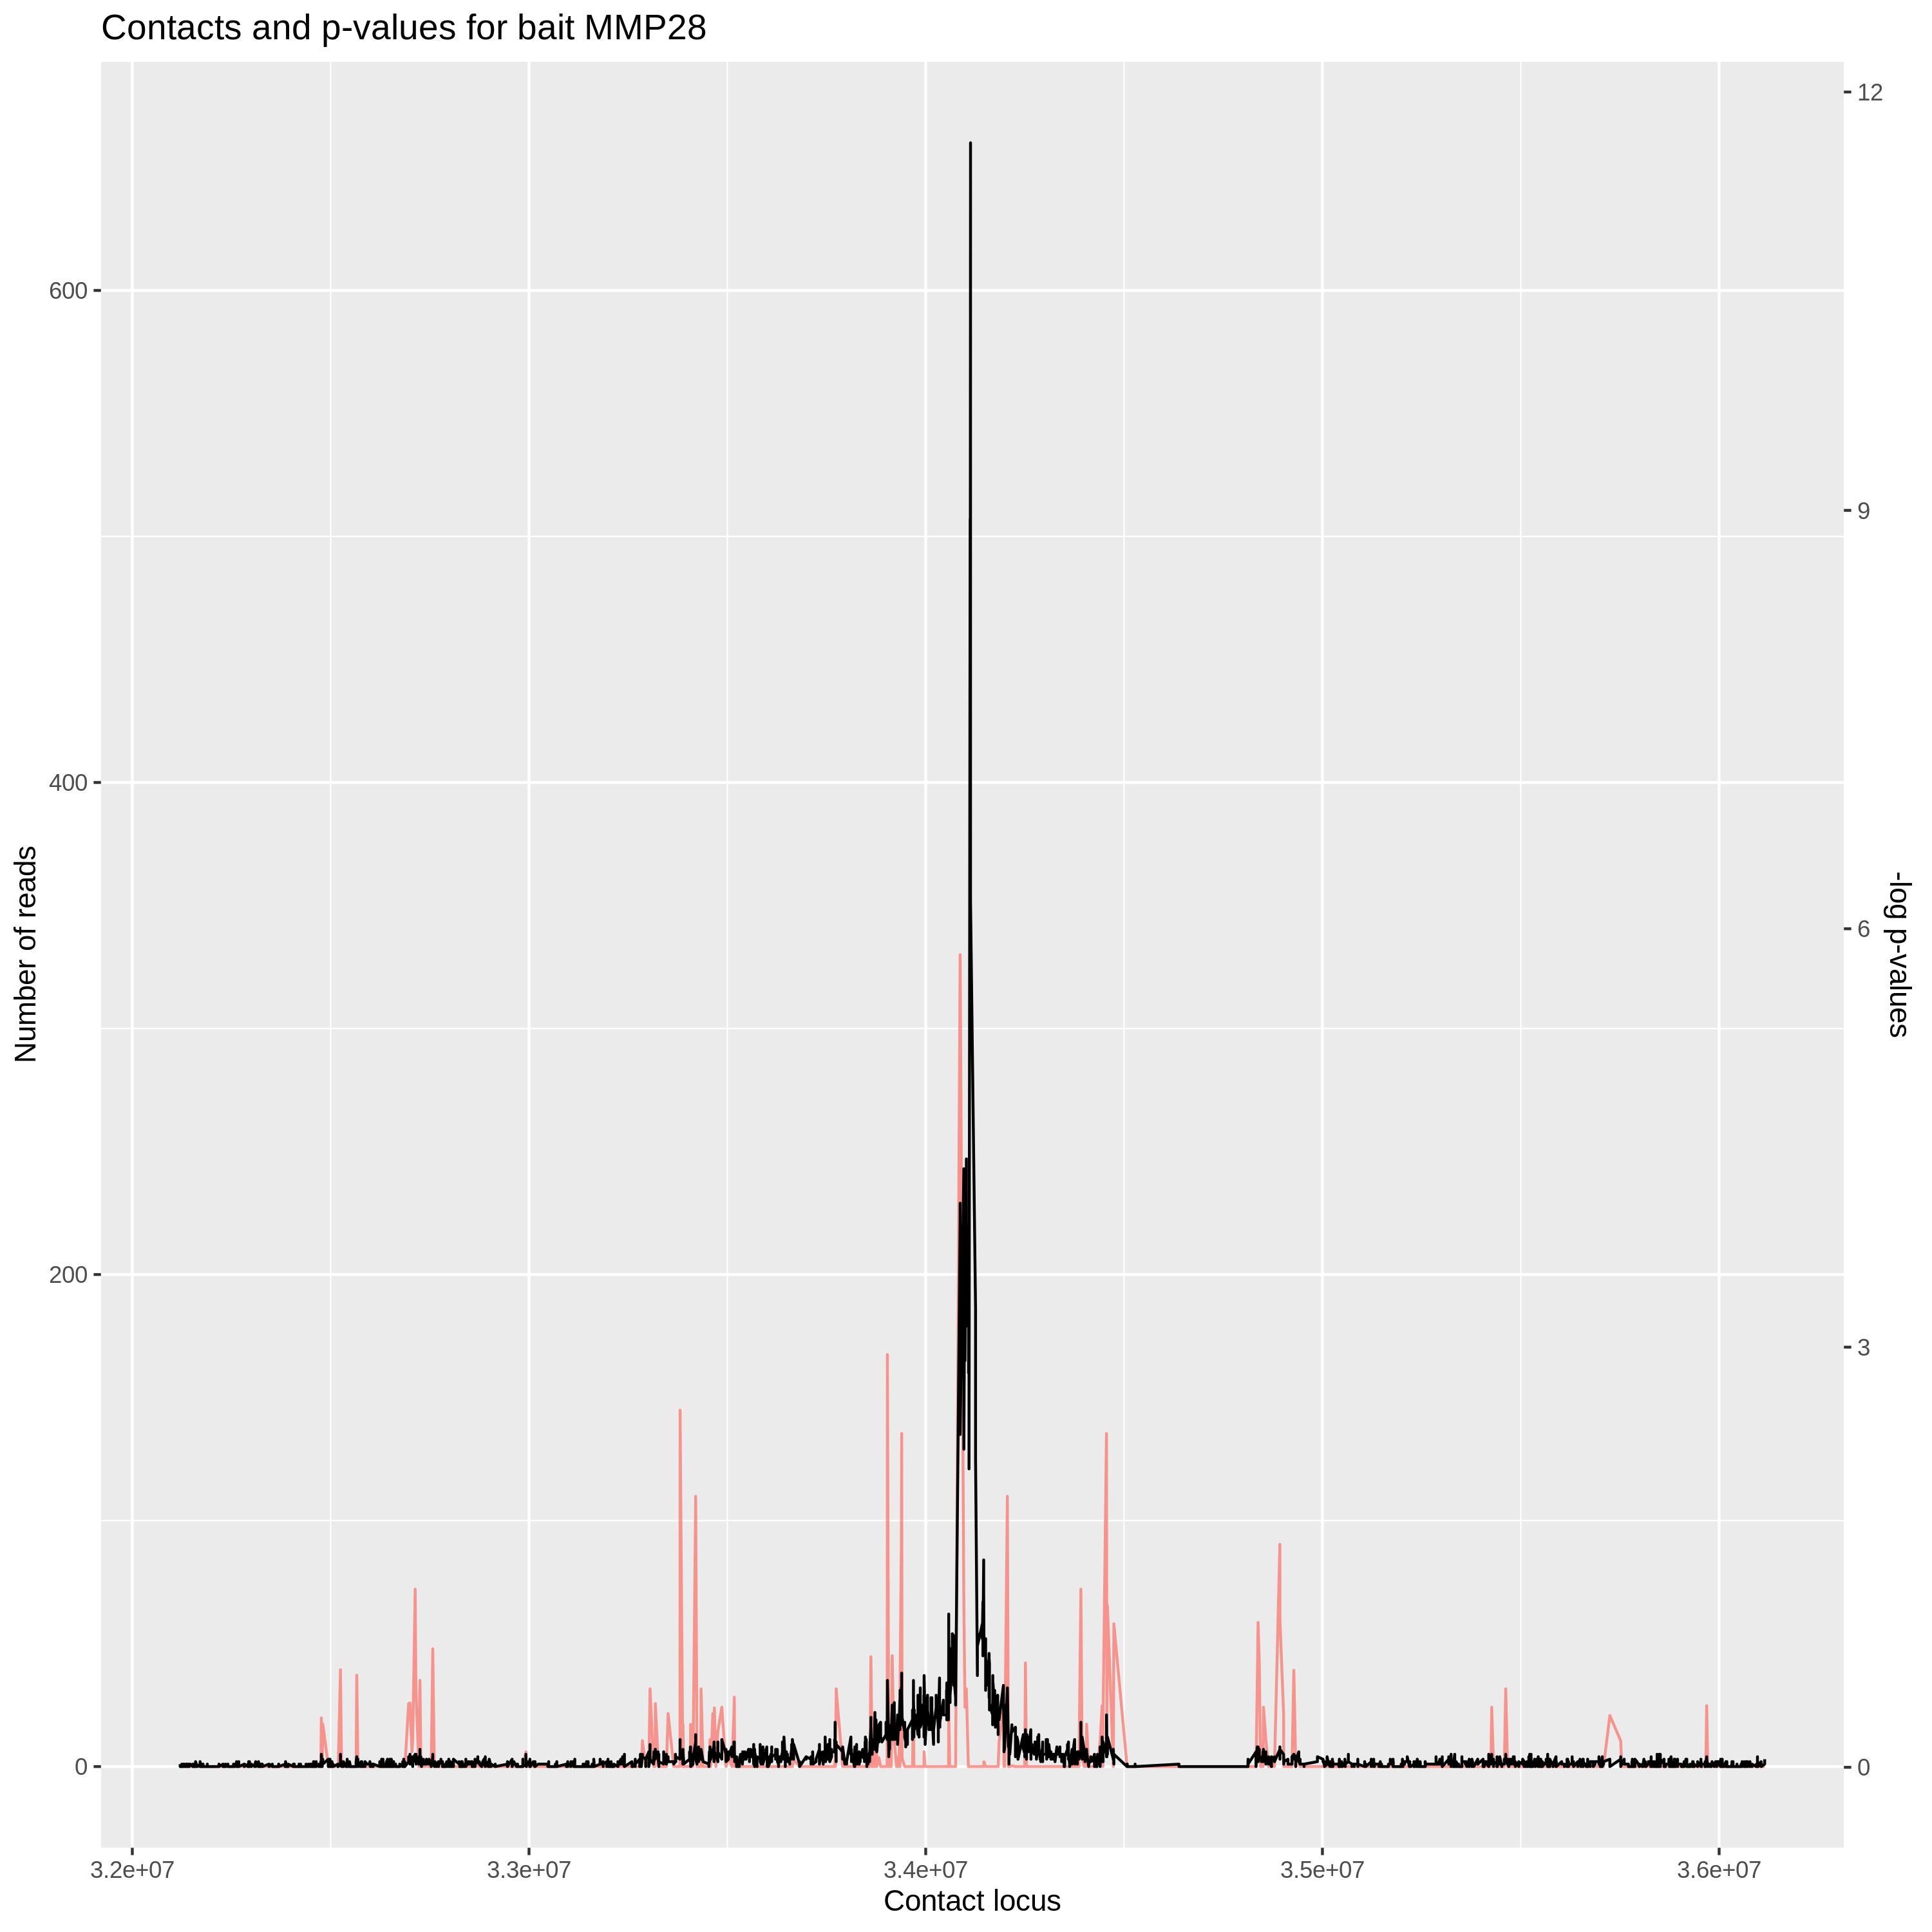 Contacts and p-values for bait MMP28
12
9
6
3
0
-log p-values
600
400
200
0
Number of reads
3.2e+07
3.3e+07
3.4e+07
3.5e+07
3.6e+07
Contact locus